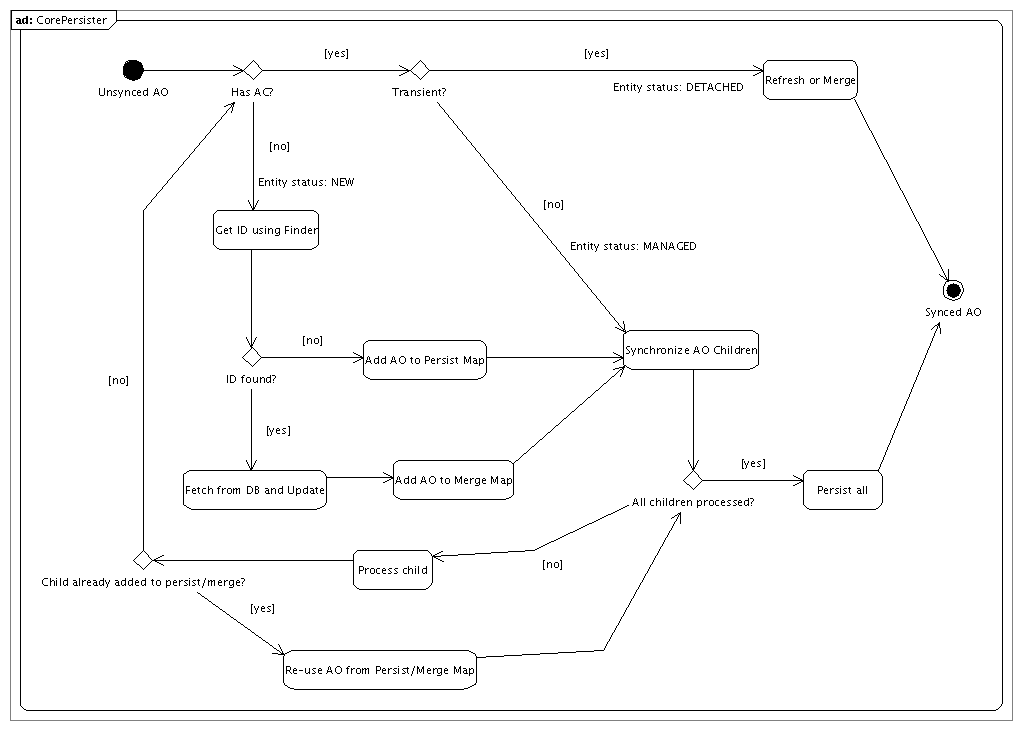 ad: CorePersister
[yes]
[yes]
Unsynced AO
Has AC?
Transient?
Entity status: DETACHED
Refresh or Merge
[no]
Entity status: NEW
[no]
Get ID using Finder
Entity status: MANAGED
Synced AO
[no]
Add AO to Persist Map
Synchronize AO Children
[no]
ID found?
[yes]
[yes]
Fetch from DB and Update
Add AO to Merge Map
All children processed?
Persist all
[no]
Process child
Child already added to persist/merge?
[yes]
Re-use AO from Persist/Merge Map